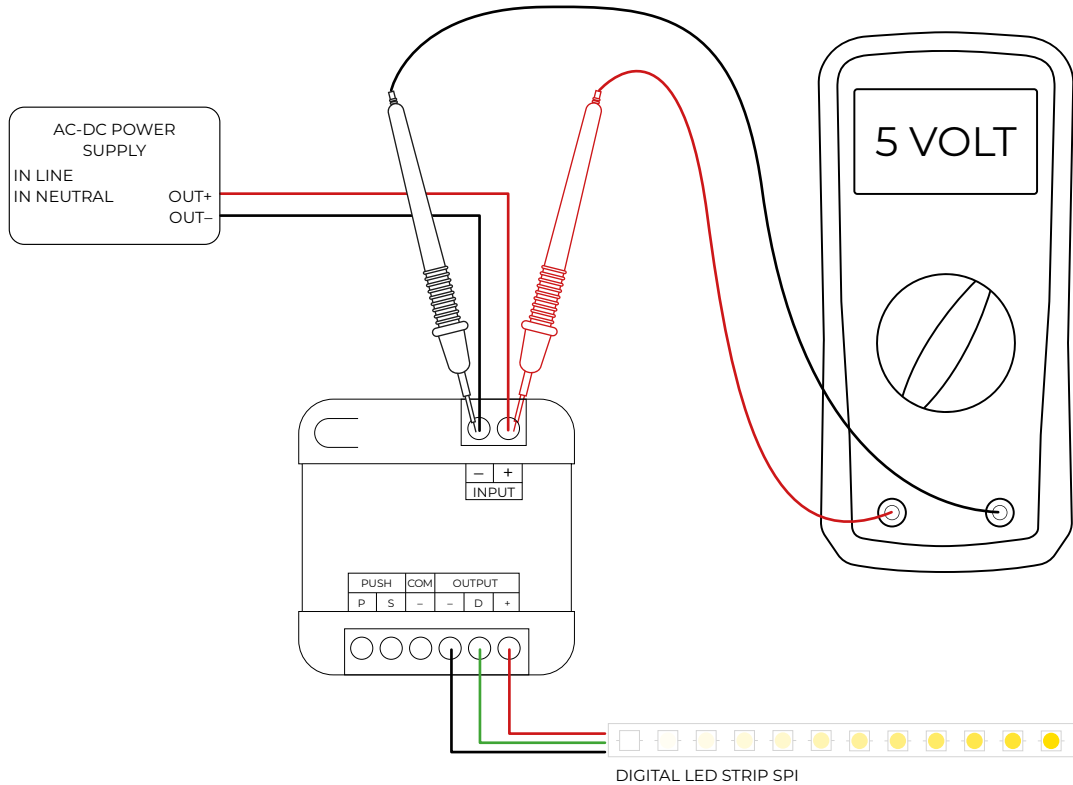 AC-DC POWER
SUPPLY
IN LINE
IN NEUTRAL OUT+
OUT–
5 VOLT
– +
INPUT
PUSH COM OUTPUT
P S – – D +
DIGITAL LED STRIP SPI